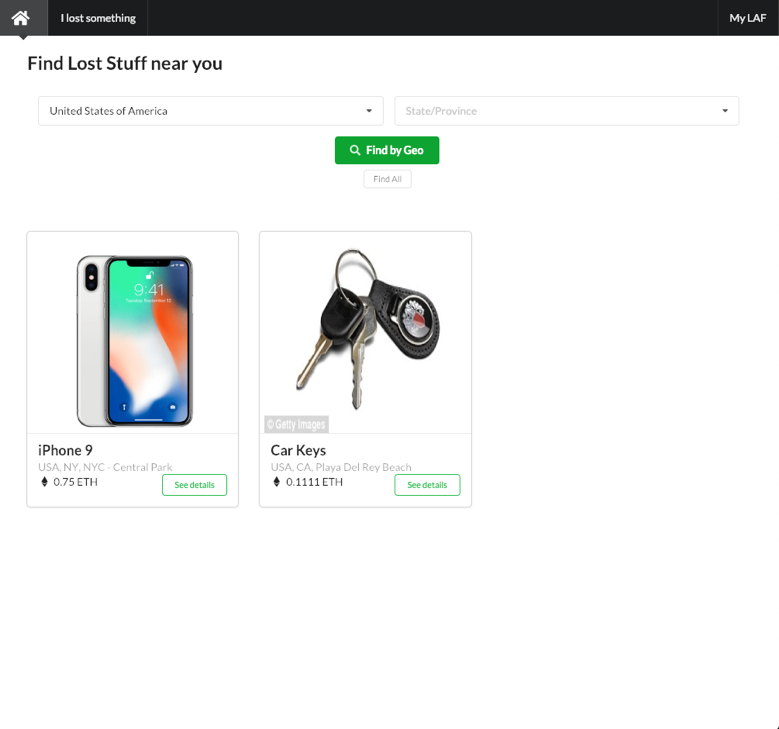 I lost something
My LAF
Find Lost Stuff near you
United States of America
State/Province
Find by Geo
Find All
9:41
© Getty Images
iPhone 9
USA, NY, NYC - Central Park
0.75 ETH
See details
Car Keys
USA, CA, Playa Del Rey Beach
0.1111 ETH
See details